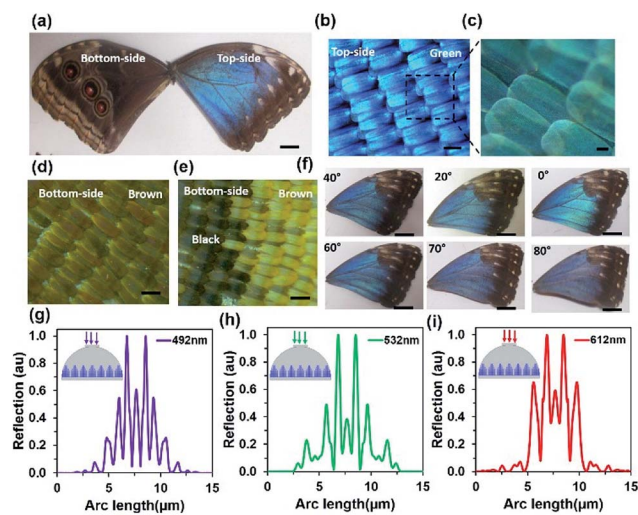 (a)
Bottom-side
Top-side
(b)
Top-side
Green
(c)
(d)
Bottom-side
Brown
(e)
Bottom-side
Brown
Black
(f)
40°
20°
0°
60°
70°
80°
(g)
492nm
Reflection (au)
1.0
0.8
0.6
0.4
0.2
0.0
0
5
10
15
Arc length(µm)
(h)
532nm
Reflection (au)
1.0
0.8
0.6
0.4
0.2
0.0
0
5
10
15
Arc length(µm)
(i)
612nm
Reflection (au)
1.0
0.8
0.6
0.4
0.2
0.0
0
5
10
15
Arc length(µm)